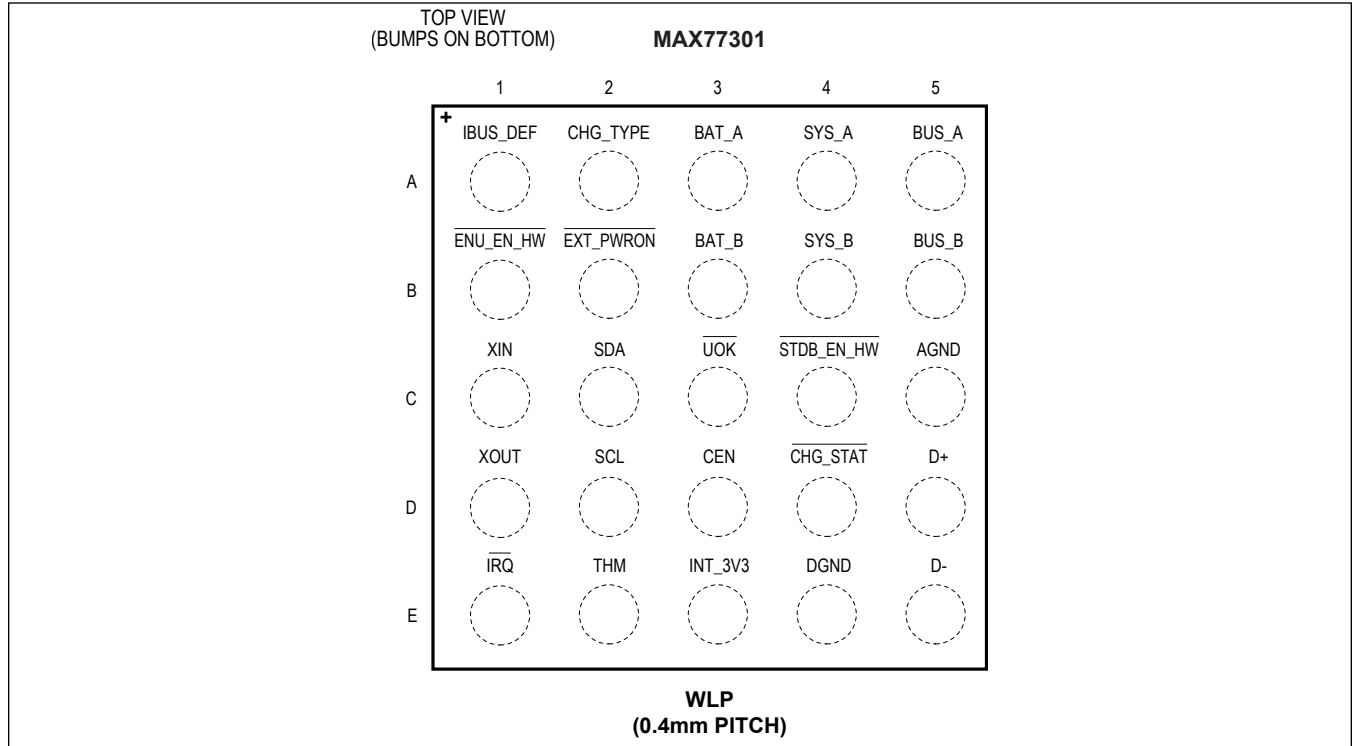 TOP VIEW
(BUMPS ON BOTTOM)
MAX77301
1 2 3 4 5
+
IBUS_DEF CHG_TYPE BAT_A SYS_A BUS_A
A
ENU_EN_HW EXT_PWRON BAT_B SYS_B BUS_B
B
XIN SDA UOK STDB_EN_HW AGND
C
XOUT SCL CEN CHG_STAT D+
D
IRQ THM INT_3V3 DGND D-
E
WLP
(0.4mm PITCH)